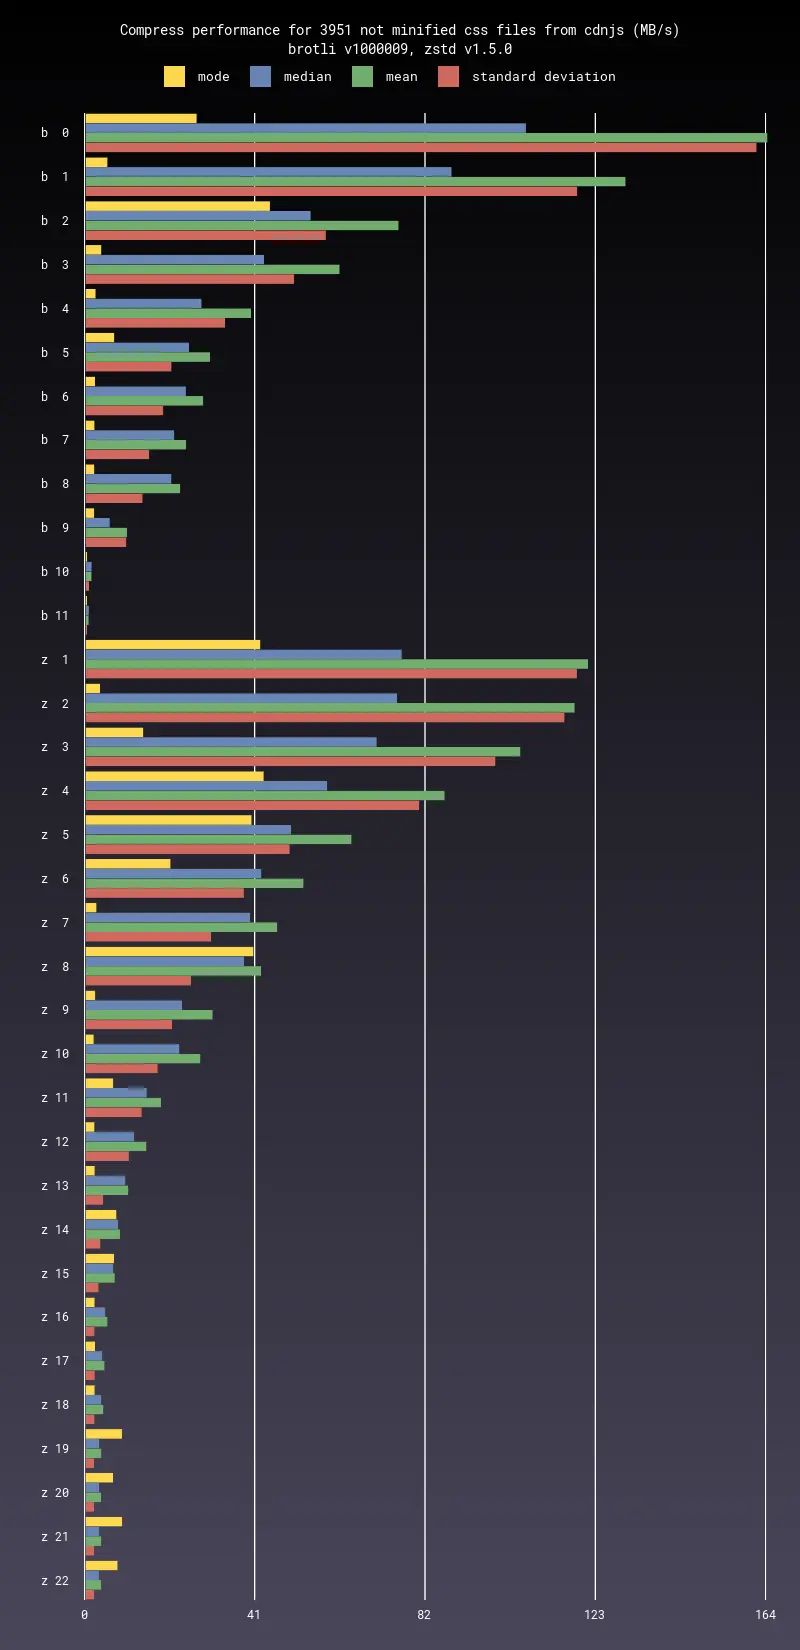 Compress performance for 3951 not minified css files from cdnjs (MB/s)
brotli v1000009, zstd v1.5.0
mode median mean standard deviation
b 0
b 1
b 2
b 3
b 4
b 5
b 6
b 7
b 8
b 9
b 10
b 11
z 1
z 2
z 3
z 4
z 5
z 6
z 7
z 8
z 9
z 10
z 11
z 12
z 13
z 14
z 15
z 16
z 17
z 18
z 19
z 20
z 21
z 22
0 41 82 123 164